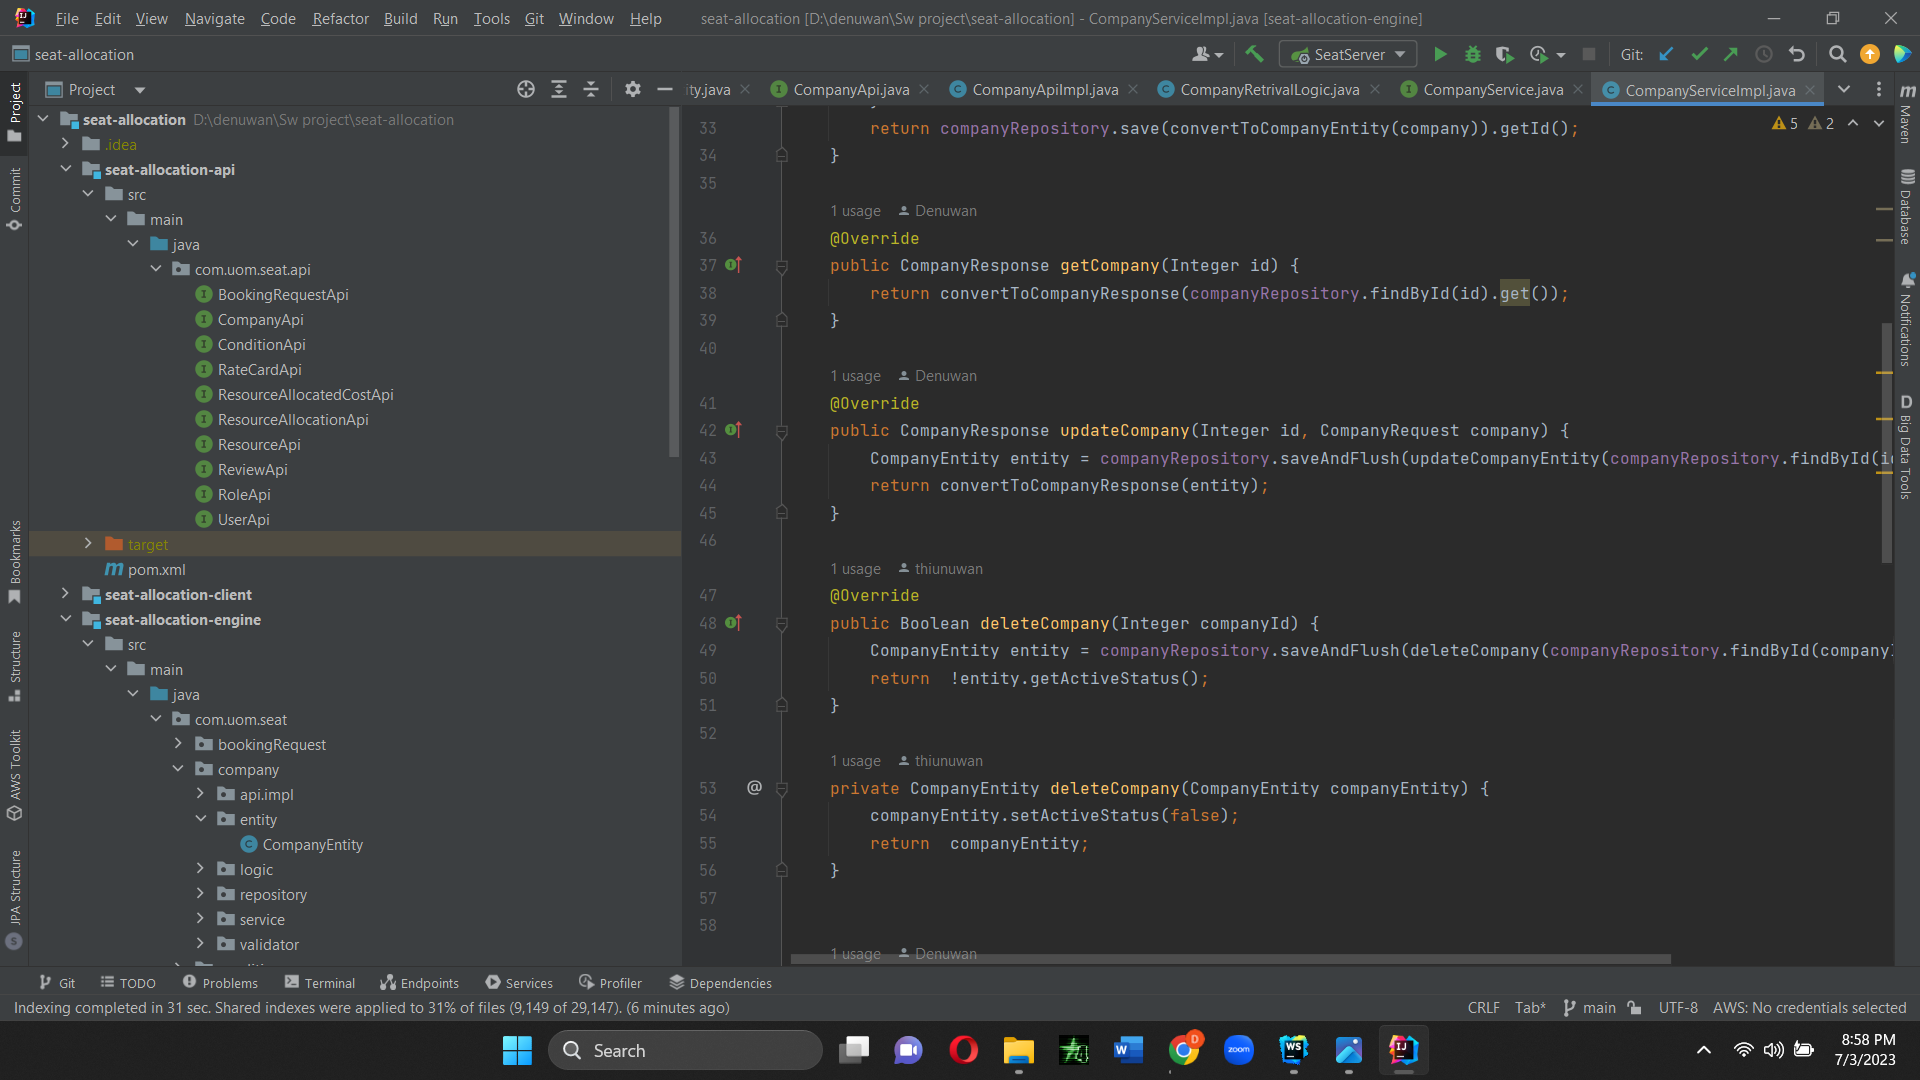 File Edit View Navigate Code Refactor Build Run Tools Git Window Help seat-allocation [D:\denuwan\Sw project\seat-allocation] - CompanyServiceImpl.java [seat-allocation-engine]
seat-allocation SeatServer Git:
Project ity.java CompanyApi.java CompanyApiImpl.java CompanyRetrivalLogic.java CompanyService.java CompanyServiceImpl.java
seat-allocation D:\denuwan\Sw project\seat-allocation
.idea
seat-allocation-api
src
main
java
com.uom.seat.api
BookingRequestApi
CompanyApi
ConditionApi
RateCardApi
ResourceAllocatedCostApi
ResourceAllocationApi
ResourceApi
ReviewApi
RoleApi
UserApi
target
pom.xml
seat-allocation-client
seat-allocation-engine
src
main
java
com.uom.seat
bookingRequest
company
api.impl
entity
CompanyEntity
logic
repository
service
validator
5 2
33 return companyRepository.save(convertToCompanyEntity(company)).getId();
34 }
35
1 usage Denuwan
36 @Override
37 public CompanyResponse getCompany(Integer id) {
38 return convertToCompanyResponse(companyRepository.findById(id).get());
39 }
40
1 usage Denuwan
41 @Override
42 public CompanyResponse updateCompany(Integer id, CompanyRequest company) {
43 CompanyEntity entity = companyRepository.saveAndFlush(updateCompanyEntity(companyRepository.findById(id
44 return convertToCompanyResponse(entity);
45 }
46
1 usage thiunuwan
47 @Override
48 public Boolean deleteCompany(Integer companyId) {
49 CompanyEntity entity = companyRepository.saveAndFlush(deleteCompany(companyRepository.findById(companyI
50 return !entity.getActiveStatus();
51 }
52
1 usage thiunuwan
53 @ private CompanyEntity deleteCompany(CompanyEntity companyEntity) {
54 companyEntity.setActiveStatus(false);
55 return companyEntity;
56 }
57
58
1 usage Denuwan
Project
Commit
Bookmarks
Structure
AWS Toolkit
JPA Structure
Maven
Database
Notifications
Big Data Tools
Git TODO Problems Terminal Endpoints Services Profiler Dependencies
Indexing completed in 31 sec. Shared indexes were applied to 31% of files (9,149 of 29,147). (6 minutes ago) CRLF Tab* main UTF-8 AWS: No credentials selected
Search
8:58 PM
7/3/2023